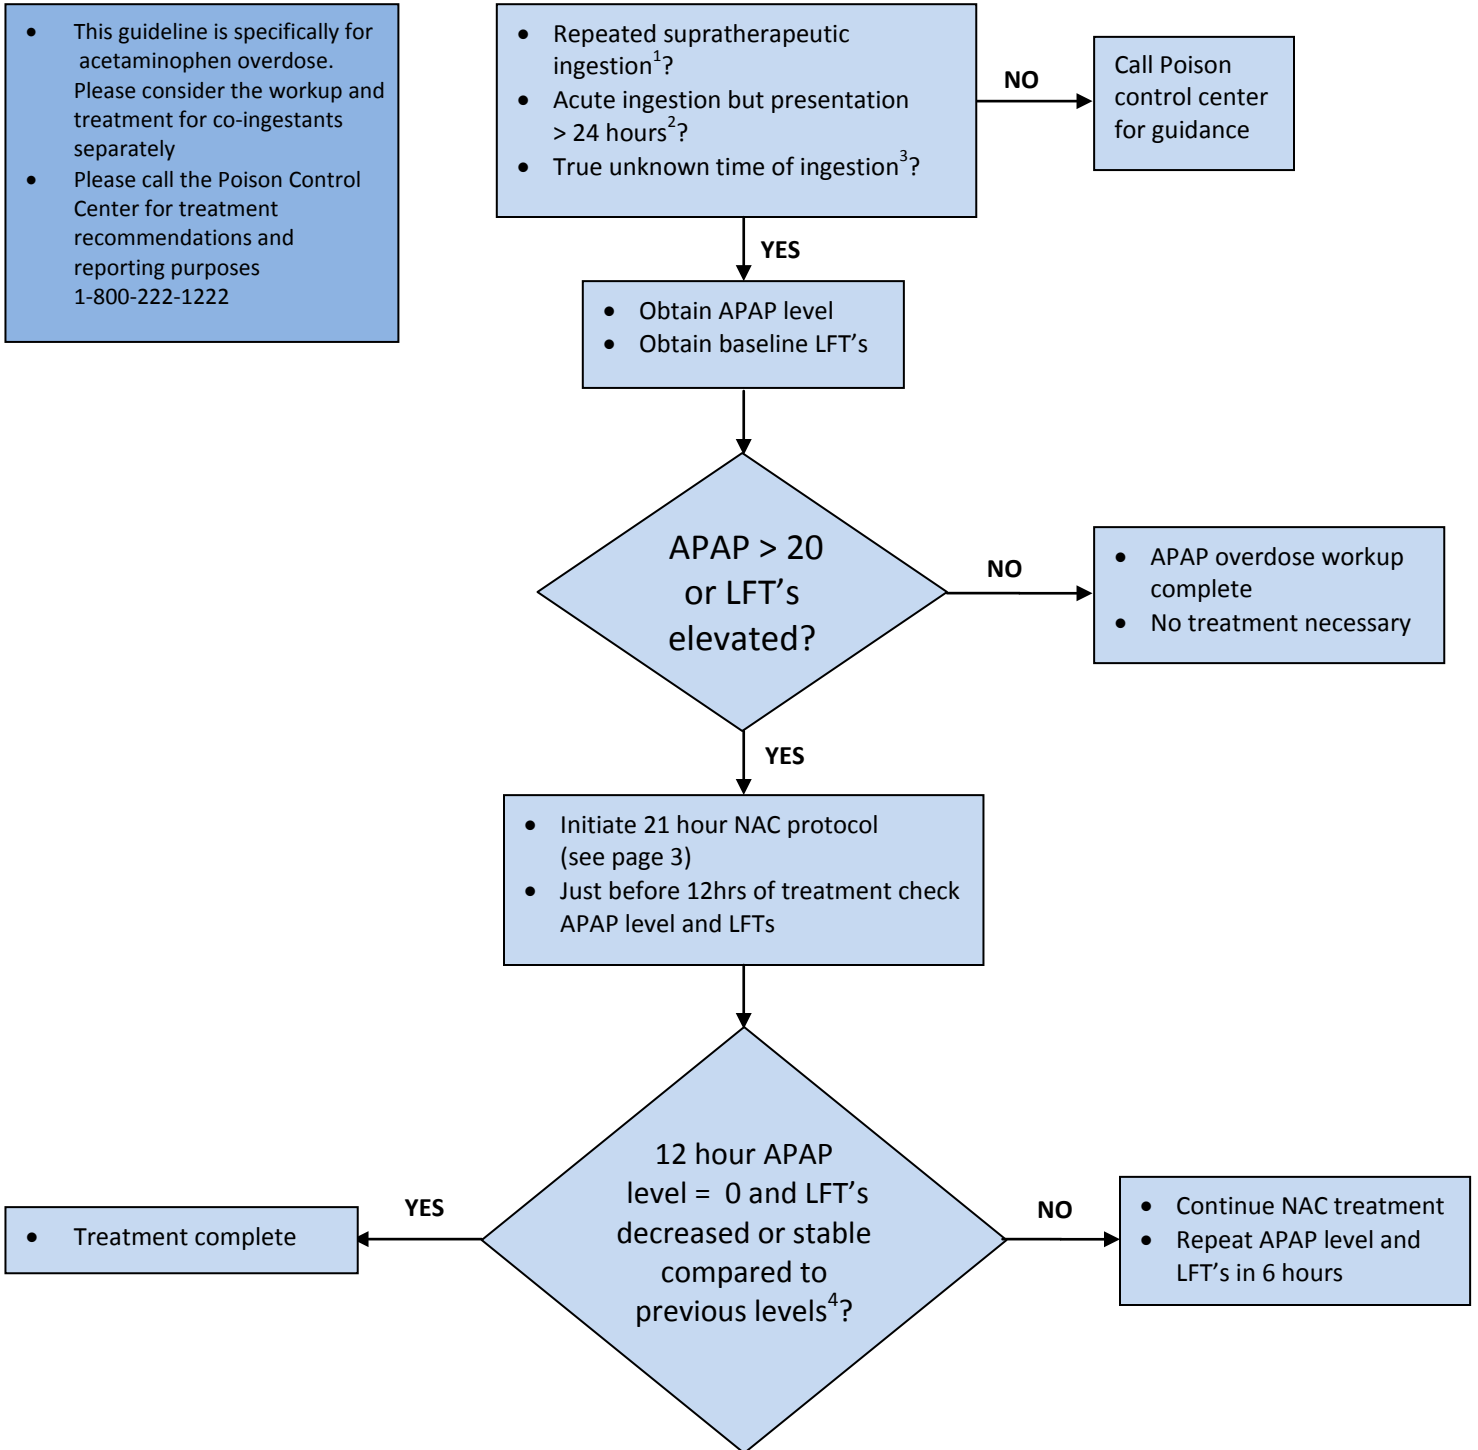 • This guideline is specifically for
acetaminophen overdose.
Please consider the workup and
treatment for co-ingestants
separately
• Please call the Poison Control
Center for treatment
recommendations and
reporting purposes
1-800-222-1222
• Repeated supratherapeutic
ingestion¹?
• Acute ingestion but presentation
> 24 hours²?
• True unknown time of ingestion³?
NO
Call Poison
control center
for guidance
YES
• Obtain APAP level
• Obtain baseline LFT’s
APAP > 20
or LFT’s
elevated?
NO
• APAP overdose workup
complete
• No treatment necessary
YES
• Initiate 21 hour NAC protocol
(see page 3)
• Just before 12hrs of treatment check
APAP level and LFTs
12 hour APAP
level = 0 and LFT’s
decreased or stable
compared to
previous levels⁴?
YES
• Treatment complete
NO
• Continue NAC treatment
• Repeat APAP level and
LFT’s in 6 hours